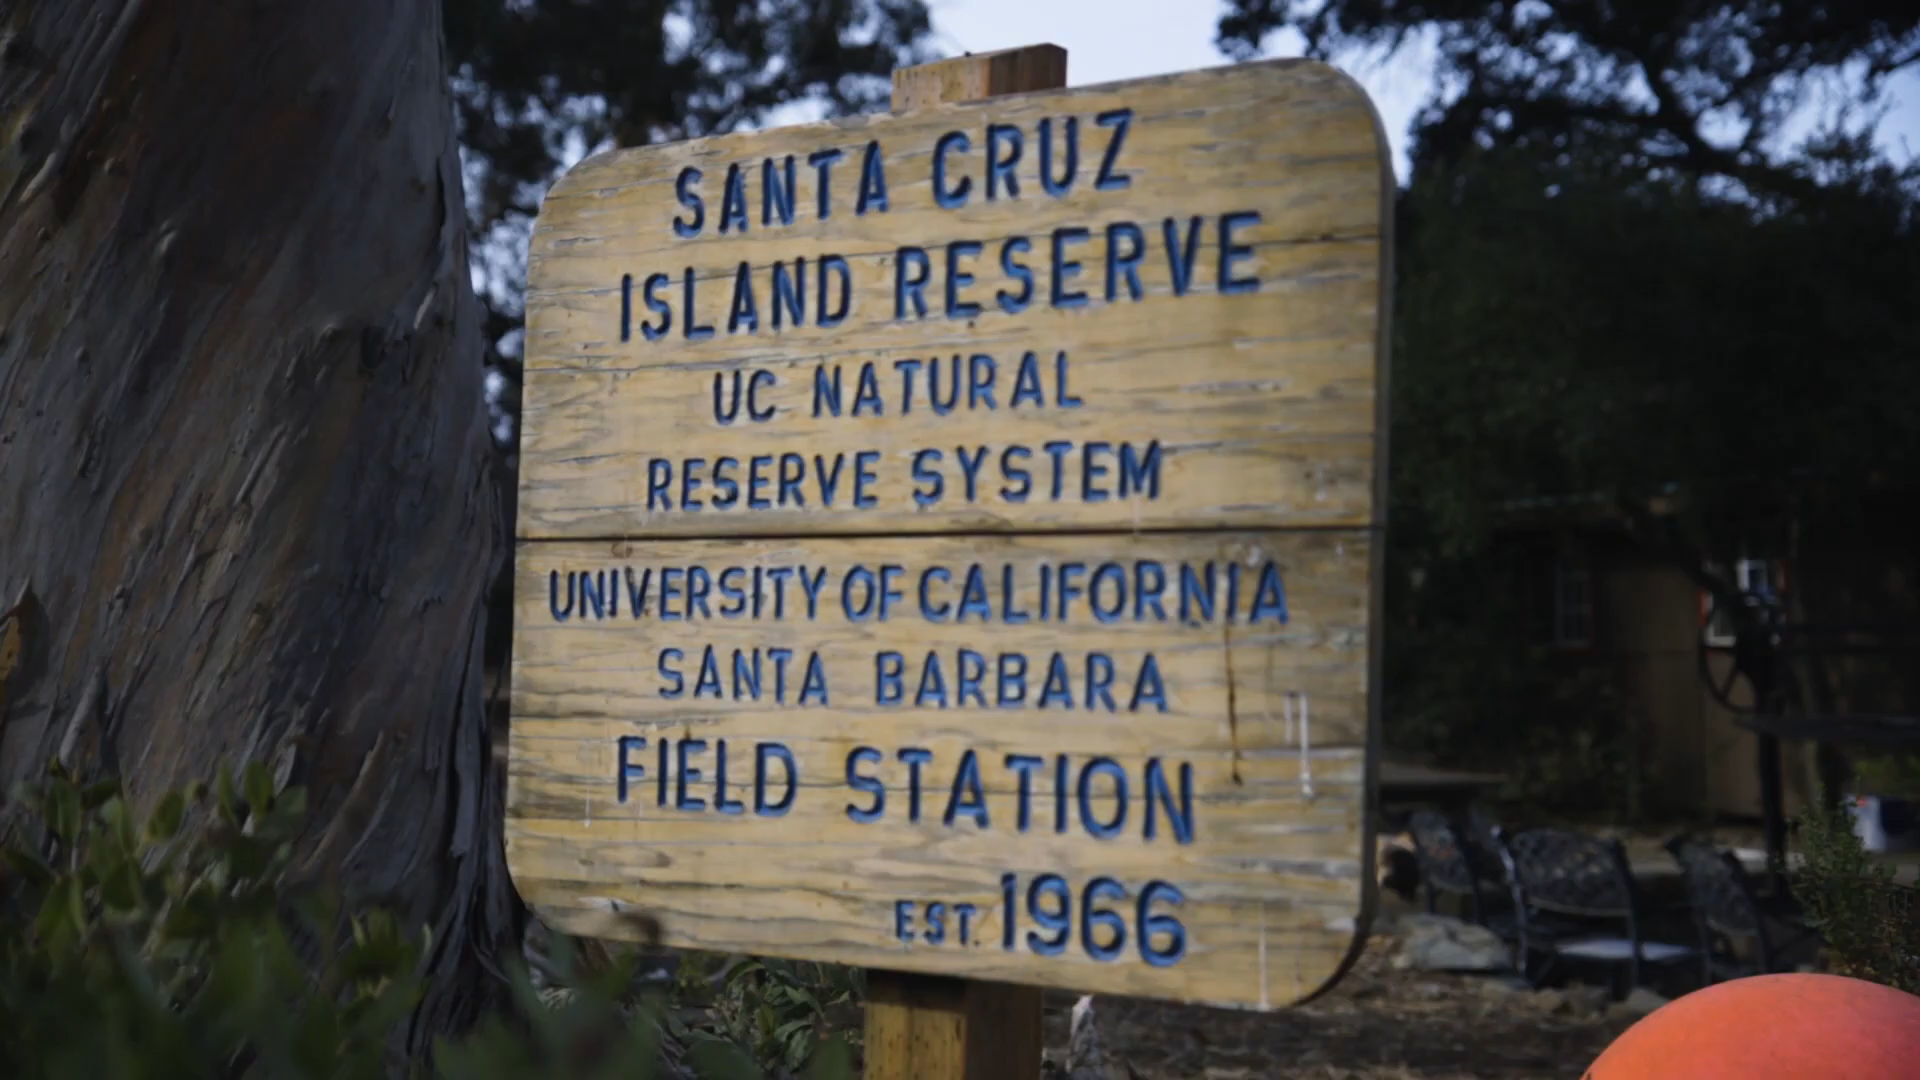 SANTA CRUZ
ISLAND RESERVE
UC NATURAL
RESERVE SYSTEM
UNIVERSITY OF CALIFORNIA
SANTA BARBARA
FIELD STATION
EST. 1966